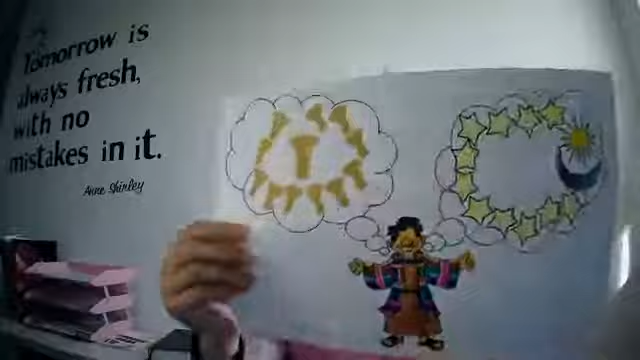 Tomorrow is
always fresh,
with no
mistakes in it.
Anne Shirley